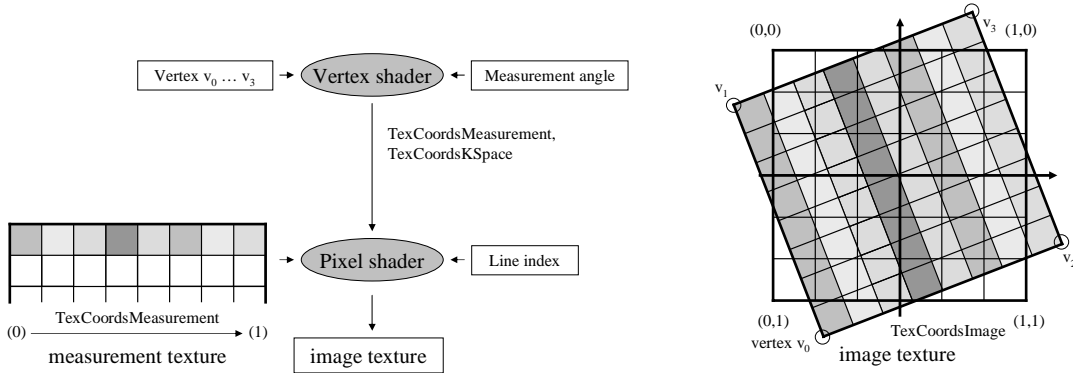 Vertex v0 … v3
Vertex shader
Measurement angle
TexCoordsMeasurement,
TexCoordsKSpace
Pixel shader
Line index
TexCoordsMeasurement
(0)
(1)
measurement texture
image texture
(0,0)
(1,0)
v3
v1
v2
(0,1)
TexCoordsImage
(1,1)
vertex v0
image texture